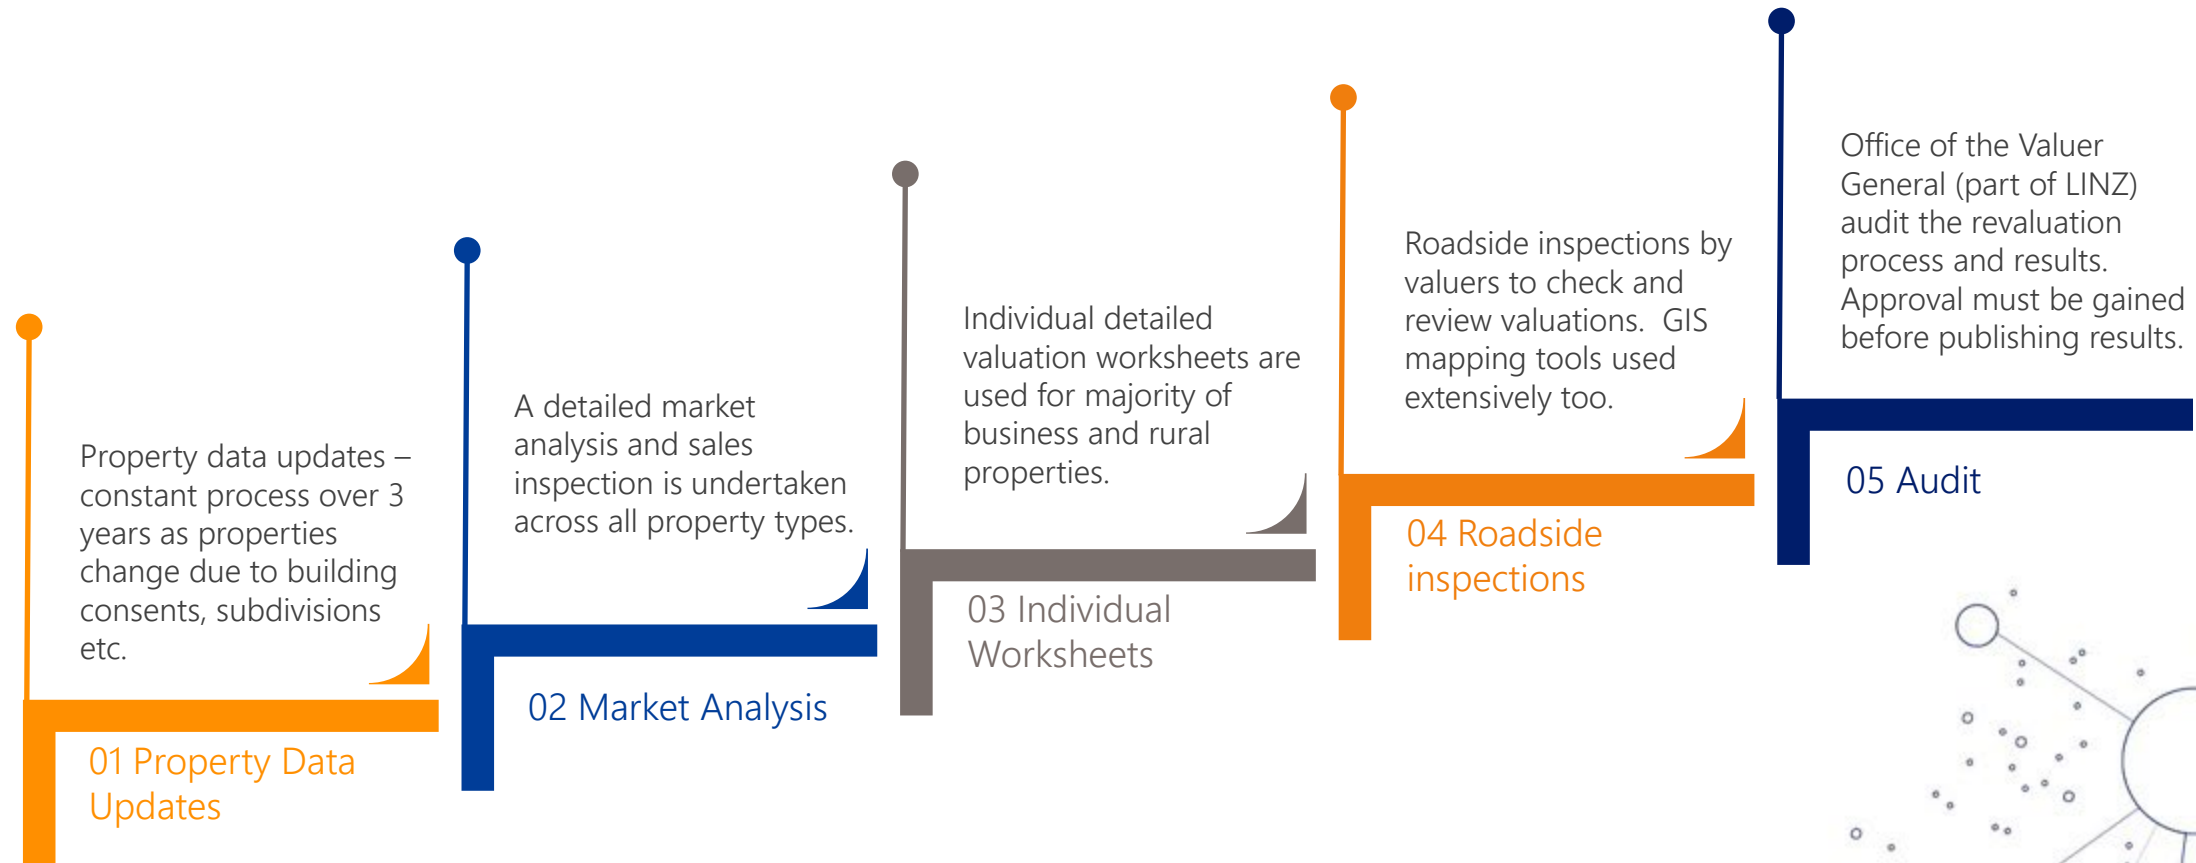 Property data updates –
constant process over 3
years as properties
change due to building
consents, subdivisions
etc.
01 Property Data
Updates
A detailed market
analysis and sales
inspection is undertaken
across all property types.
02 Market Analysis
Individual detailed
valuation worksheets are
used for majority of
business and rural
properties.
03 Individual
Worksheets
Roadside inspections by
valuers to check and
review valuations.  GIS
mapping tools used
extensively too.
04 Roadside
inspections
Office of the Valuer
General (part of LINZ)
audit the revaluation
process and results.
Approval must be gained
before publishing results.
05 Audit